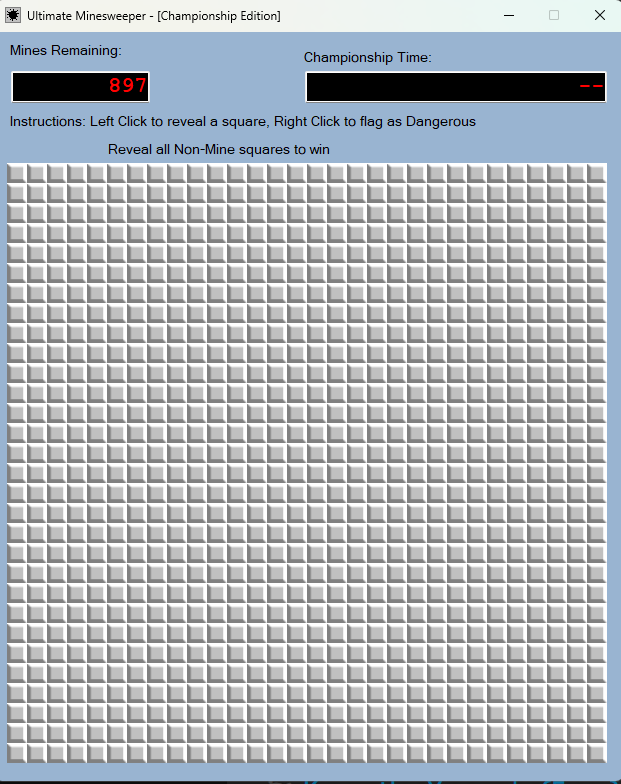 Ultimate Minesweeper - [Championship Edition]
Mines Remaining:
Championship Time:
897
--
Instructions: Left Click to reveal a square, Right Click to flag as Dangerous
Reveal all Non-Mine squares to win